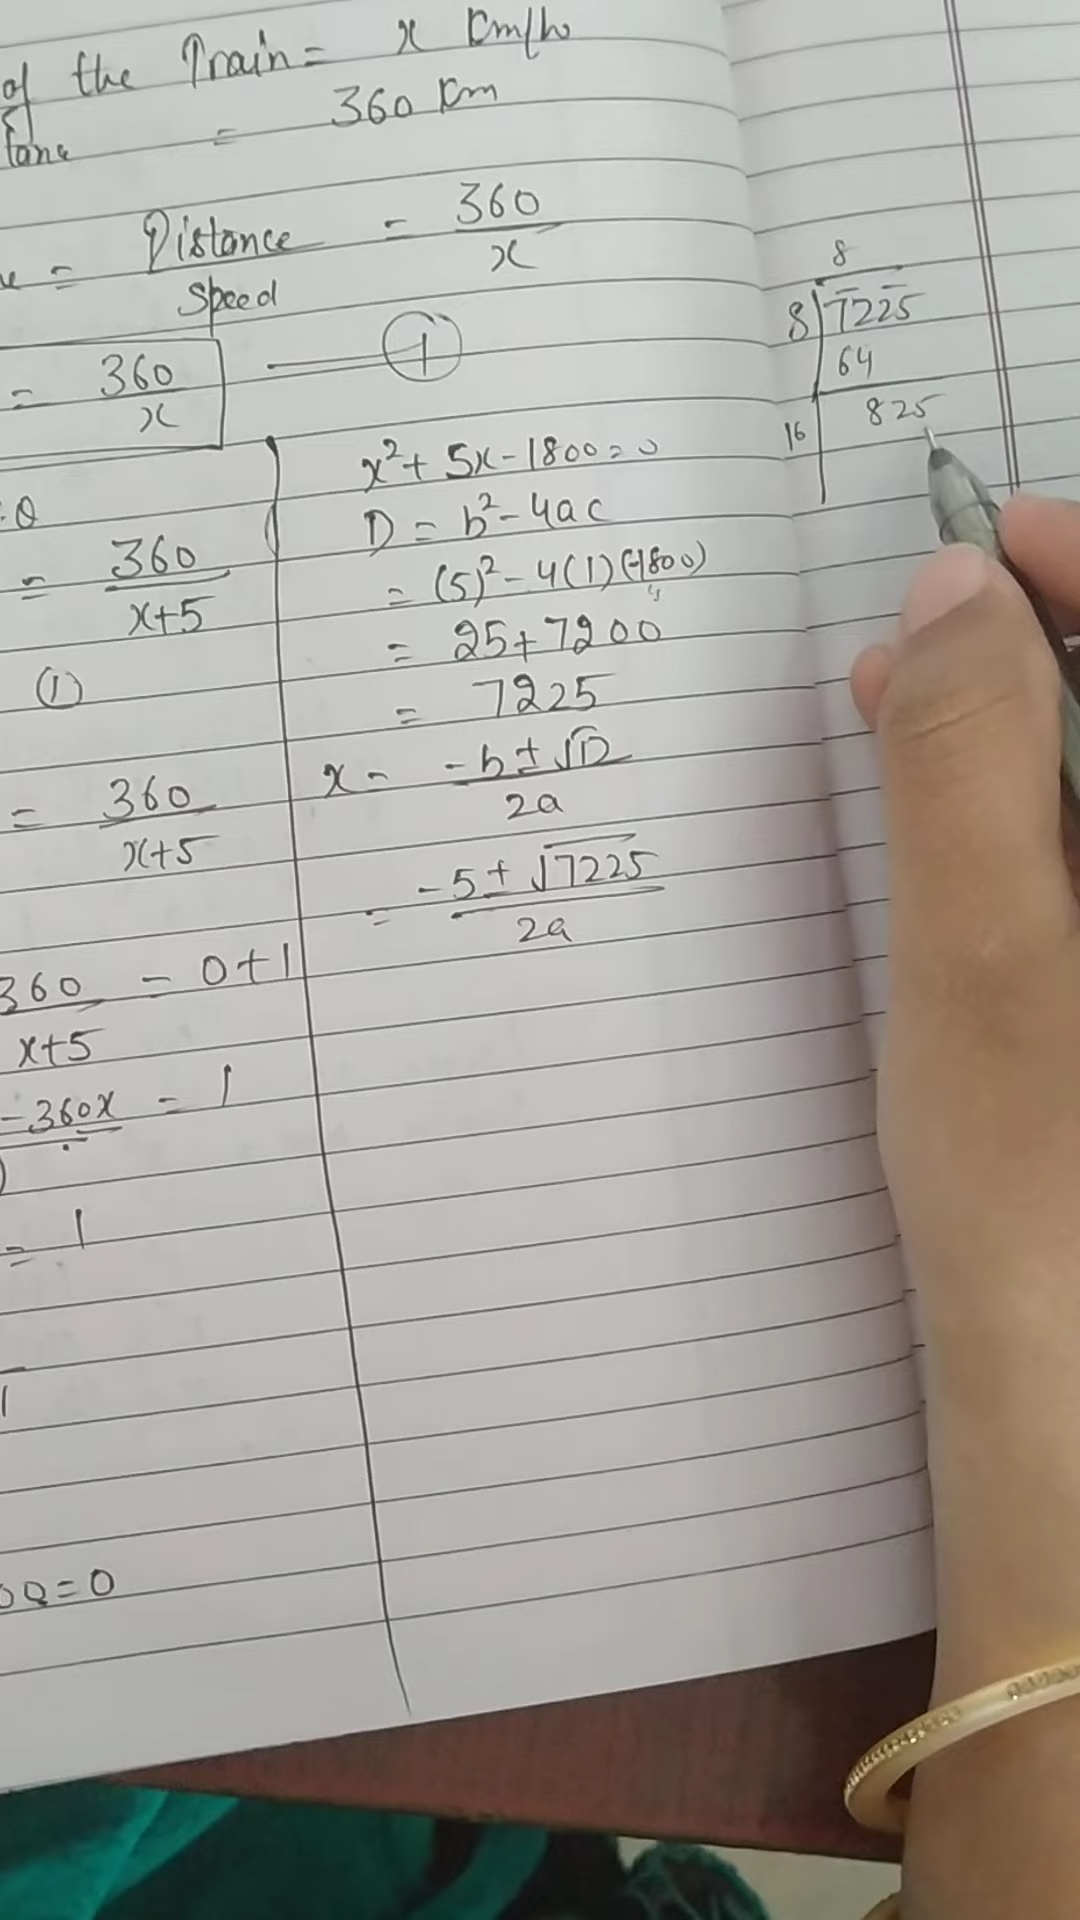 of the Train = x Km/hr
= 360 Km
= Distance / Speed = 360 / x
= 360 / x ——— ①
= 360 / x+5
①
= 360 / x+5
360 / x+5 = 0+1
-360x = 1
= 1
1
= 0
x² + 5x - 1800 = 0
D = b² - 4ac
= (5)² - 4(1)(-1800)
= 25 + 7200
= 7225
x = -b ± √D / 2a
= -5 ± √7225 / 2a
8
8 7225
64
16 825